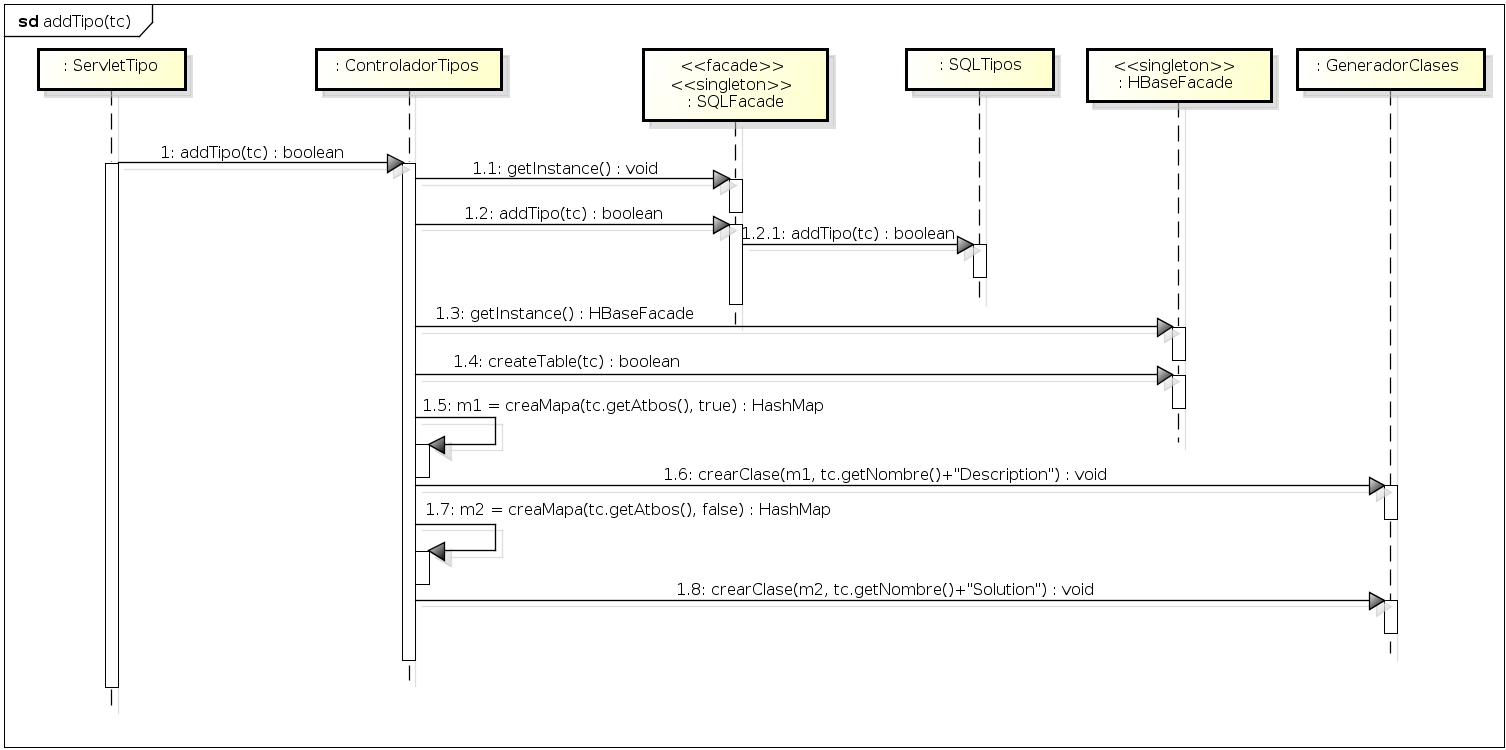 sd addTipo(tc)
: ServletTipo
: ControladorTipos
<<facade>>
<<singleton>>
: SQLFacade
: SQLTipos
<<singleton>>
: HBaseFacade
: GeneradorClases
1: addTipo(tc) : boolean
1.1: getInstance() : void
1.2: addTipo(tc) : boolean
1.2.1: addTipo(tc) : boolean
1.3: getInstance() : HBaseFacade
1.4: createTable(tc) : boolean
1.5: m1 = creaMapa(tc.getAtbos(), true) : HashMap
1.6: crearClase(m1, tc.getNombre()+"Description") : void
1.7: m2 = creaMapa(tc.getAtbos(), false) : HashMap
1.8: crearClase(m2, tc.getNombre()+"Solution") : void